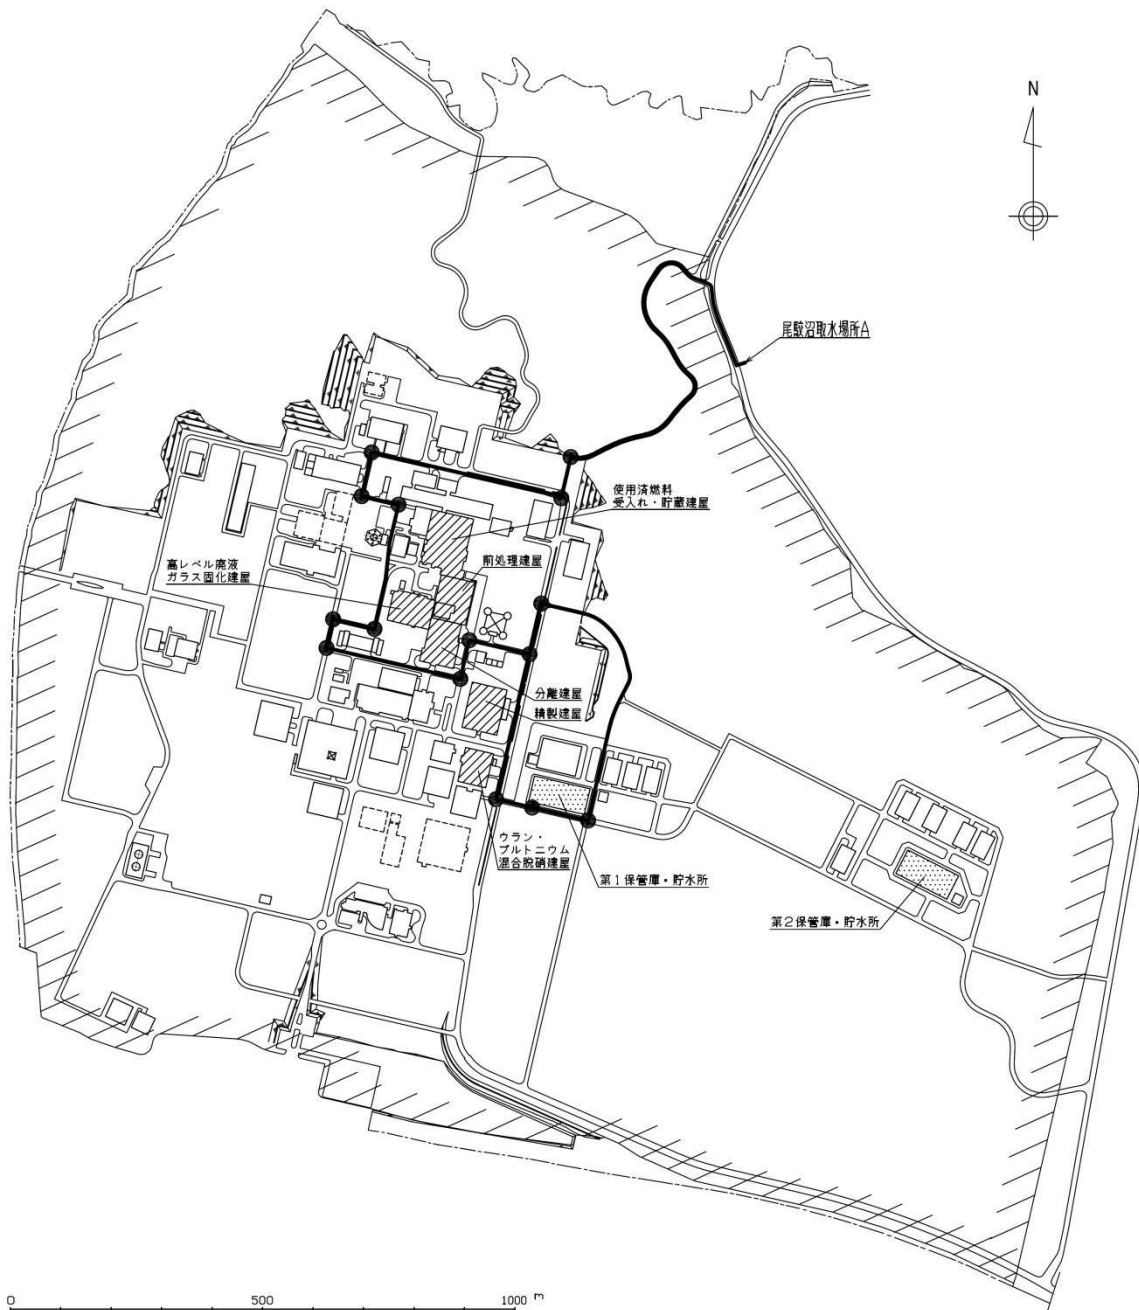 N
尾駮沼取水場所A
使用済燃料
受入れ・貯蔵建屋
前処理建屋
高レベル廃液
ガラス固化建屋
分離建屋
精製建屋
ウラン・
プルトニウム
混合脱硝建屋
第1保管庫・貯水所
第2保管庫・貯水所
0 500 1000 m